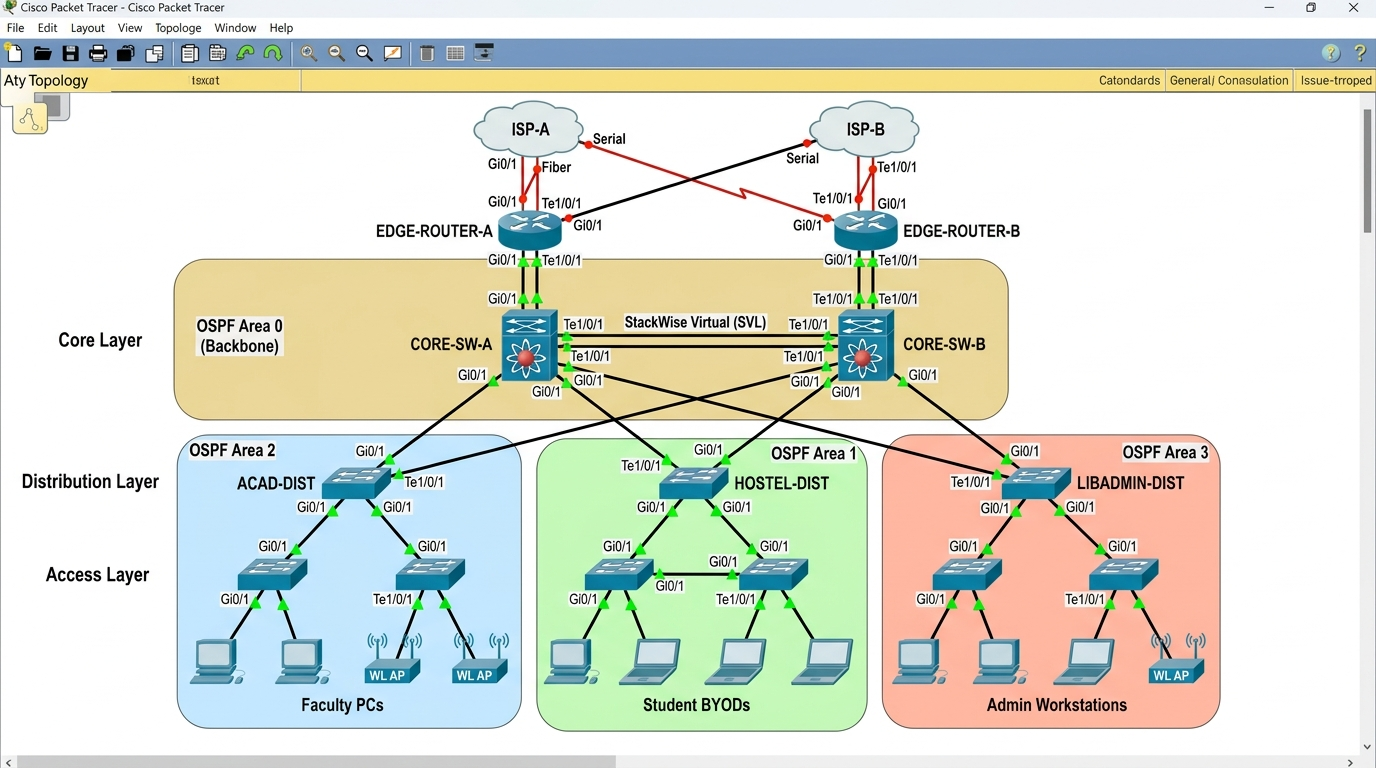 Cisco Packet Tracer - Cisco Packet Tracer
File Edit Layout View Topologe Window Help
? ?
Aty Topology tsxcat Catondards General/ Conasulation Issue-trroped
ISP-A
ISP-B
Serial
Serial
Gi0/1
Fiber
Te1/0/1
Gi0/1
Te1/0/1
Te1/0/1
Gi0/1
Gi0/1
Gi0/1
EDGE-ROUTER-A
EDGE-ROUTER-B
Gi0/1
Te1/0/1
Gi0/1
Te1/0/1
Gi0/1
Te1/0/1
Te1/0/1
OSPF Area 0
(Backbone)
Core Layer
Te1/0/1
StackWise Virtual (SVL)
Te1/0/1
CORE-SW-A
CORE-SW-B
Te1/0/1
Te1/0/1
Gi0/1
Gi0/1
Gi0/1
Gi0/1
Gi0/1
Gi0/1
OSPF Area 2
Gi0/1
Gi0/1
OSPF Area 1
Gi0/1
OSPF Area 3
Te1/0/1
Distribution Layer
ACAD-DIST
Te1/0/1
HOSTEL-DIST
Te1/0/1
LIBADMIN-DIST
Gi0/1
Gi0/1
Gi0/1
Gi0/1
Gi0/1
Gi0/1
Access Layer
Gi0/1
Gi0/1
Gi0/1
Gi0/1
Gi0/1
Gi0/1
Gi0/1
Gi0/1
Gi0/1
Te1/0/1
Gi0/1
Te1/0/1
Gi0/1
Te1/0/1
WL AP
WL AP
WL AP
Faculty PCs
Student BYODs
Admin Workstations